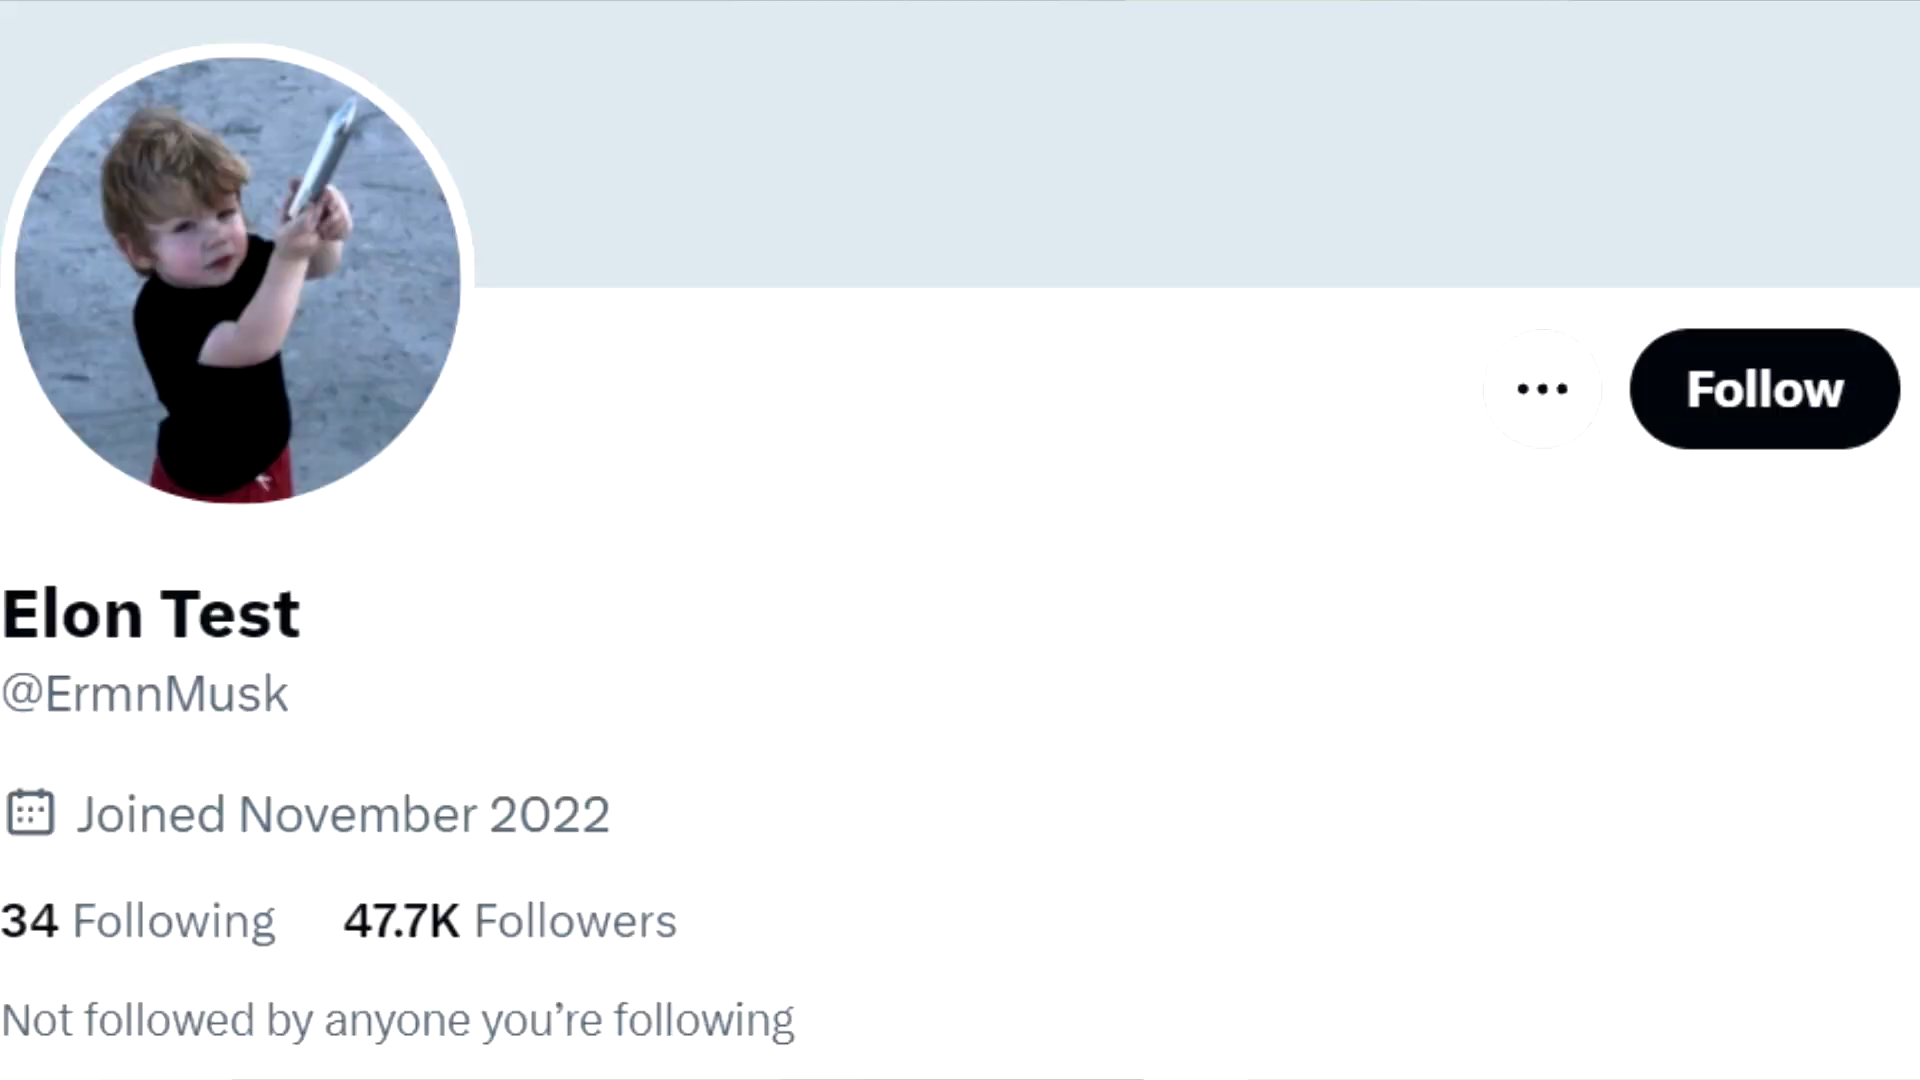 Follow
Elon Test
@ErmnMusk
Joined November 2022
34 Following 47.7K Followers
Not followed by anyone you’re following